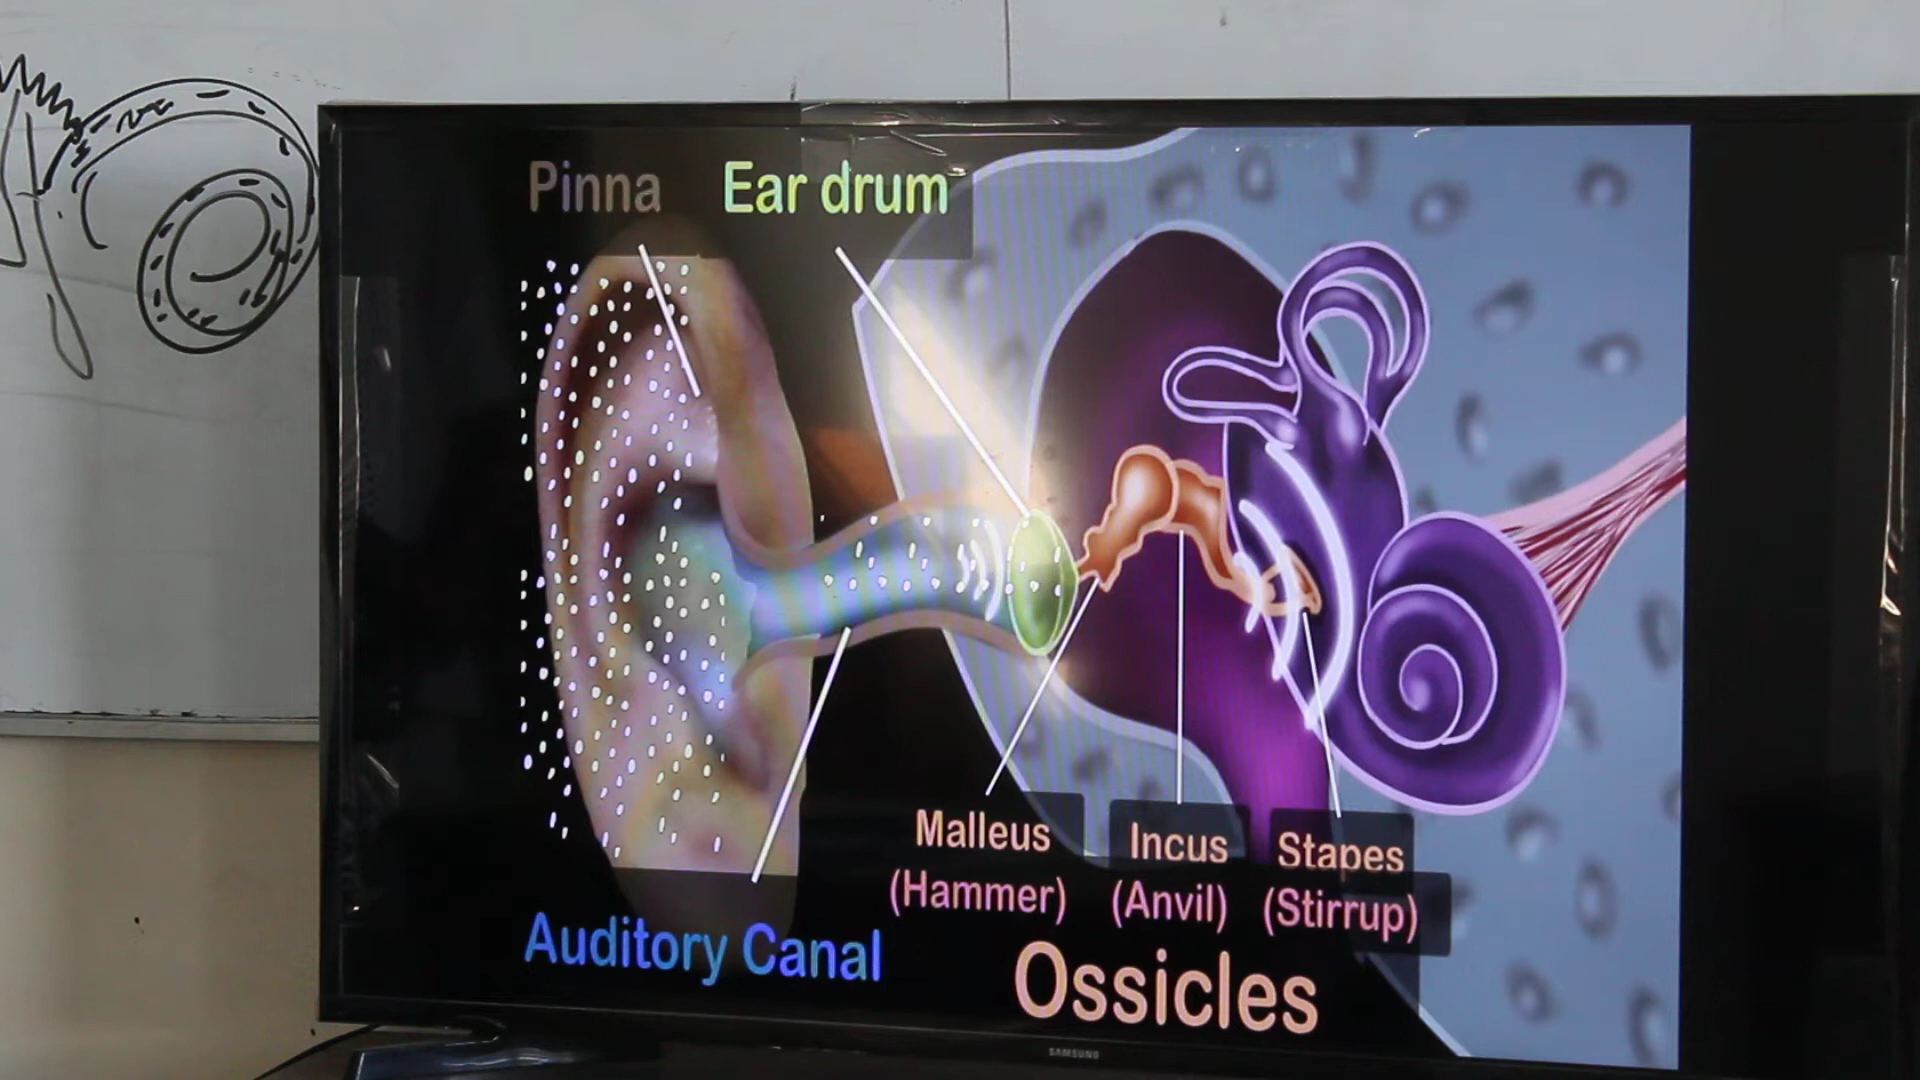 Pinna
Ear drum
Malleus
(Hammer)
Incus
(Anvil)
Stapes
(Stirrup)
Auditory Canal
Ossicles
SAMSUNG